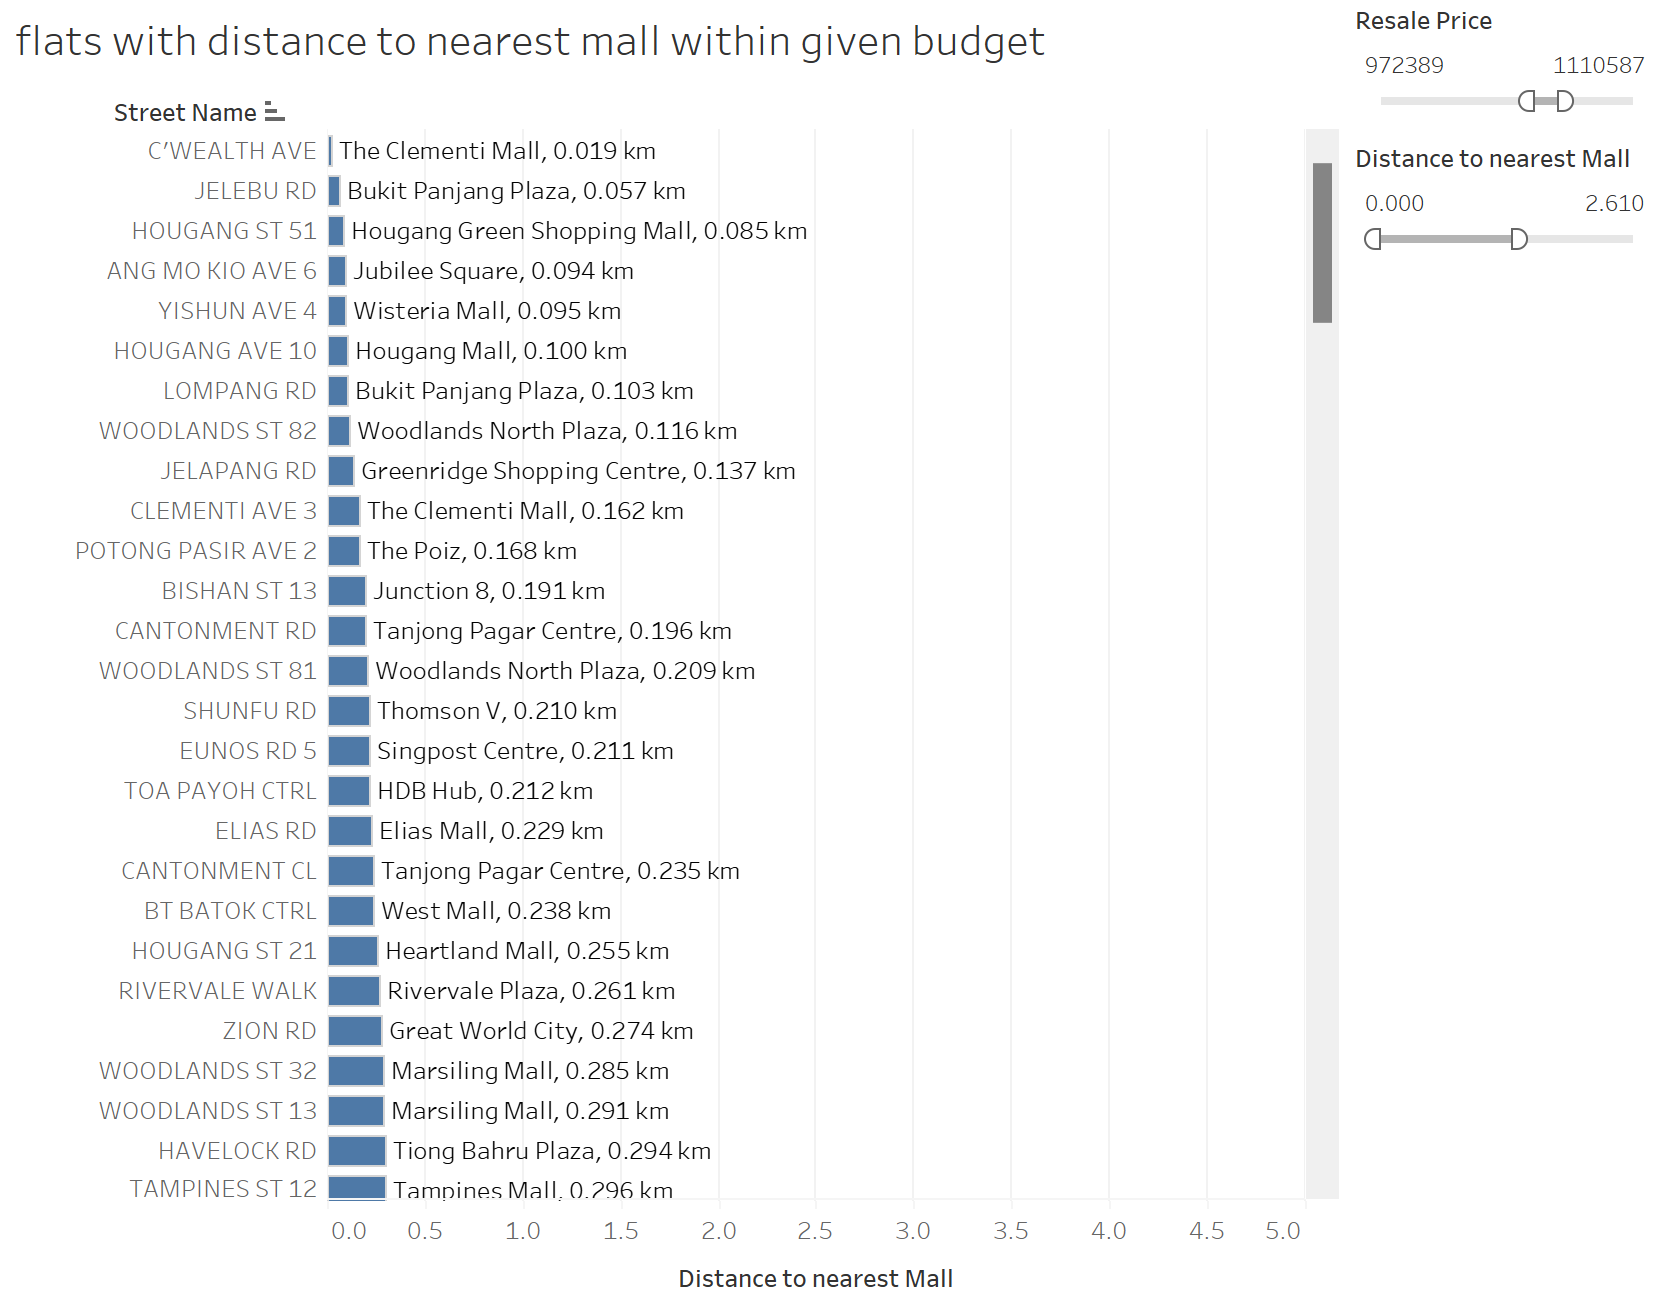 flats with distance to nearest mall within given budget
Resale Price
972389 1110587
Distance to nearest Mall
0.000 2.610
Street Name
C'WEALTH AVE The Clementi Mall, 0.019 km
JELEBU RD Bukit Panjang Plaza, 0.057 km
HOUGANG ST 51 Hougang Green Shopping Mall, 0.085 km
ANG MO KIO AVE 6 Jubilee Square, 0.094 km
YISHUN AVE 4 Wisteria Mall, 0.095 km
HOUGANG AVE 10 Hougang Mall, 0.100 km
LOMPANG RD Bukit Panjang Plaza, 0.103 km
WOODLANDS ST 82 Woodlands North Plaza, 0.116 km
JELAPANG RD Greenridge Shopping Centre, 0.137 km
CLEMENTI AVE 3 The Clementi Mall, 0.162 km
POTONG PASIR AVE 2 The Poiz, 0.168 km
BISHAN ST 13 Junction 8, 0.191 km
CANTONMENT RD Tanjong Pagar Centre, 0.196 km
WOODLANDS ST 81 Woodlands North Plaza, 0.209 km
SHUNFU RD Thomson V, 0.210 km
EUNOS RD 5 Singpost Centre, 0.211 km
TOA PAYOH CTRL HDB Hub, 0.212 km
ELIAS RD Elias Mall, 0.229 km
CANTONMENT CL Tanjong Pagar Centre, 0.235 km
BT BATOK CTRL West Mall, 0.238 km
HOUGANG ST 21 Heartland Mall, 0.255 km
RIVERVALE WALK Rivervale Plaza, 0.261 km
ZION RD Great World City, 0.274 km
WOODLANDS ST 32 Marsiling Mall, 0.285 km
WOODLANDS ST 13 Marsiling Mall, 0.291 km
HAVELOCK RD Tiong Bahru Plaza, 0.294 km
TAMPINES ST 12 Tampines Mall, 0.296 km
0.0 0.5 1.0 1.5 2.0 2.5 3.0 3.5 4.0 4.5 5.0
Distance to nearest Mall